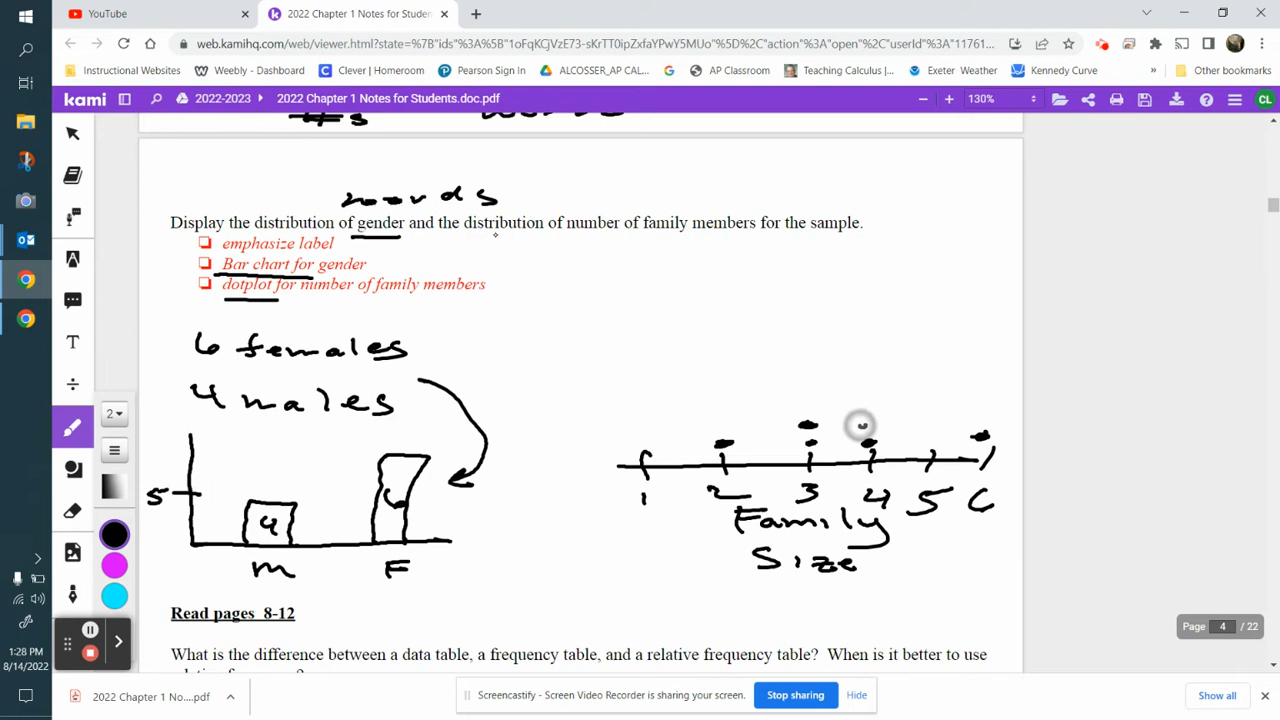 YouTube
2022 Chapter 1 Notes for Studen
web.kamihq.com/web/viewer.html?state=%7B"ids"%3A%5B"1oFqKCjVzE73-sKrTT0ipZxfaYPwY5MUo"%5D%2C"action"%3A"open"%2C"userId"%3A"11761...
Instructional Websites
Weebly - Dashboard
Clever | Homeroom
Pearson Sign In
ALCOSSER_AP CAL...
AP Classroom
Teaching Calculus |...
Exeter Weather
Kennedy Curve
»
Other bookmarks
kami
2022-2023
2022 Chapter 1 Notes for Students.doc.pdf
130%
CL
words
Display the distribution of gender and the distribution of number of family members for the sample.
emphasize label
Bar chart for gender
dotplot for number of family members
6 females
4 males
5
4
6
M
F
1 2 3 4 5 6
Family
Size
Read pages 8-12
What is the difference between a data table, a frequency table, and a relative frequency table? When is it better to use
2
Page 4 / 22
1:28 PM
8/14/2022
2022 Chapter 1 No....pdf
Screencastify - Screen Video Recorder is sharing your screen.
Stop sharing
Hide
Show all